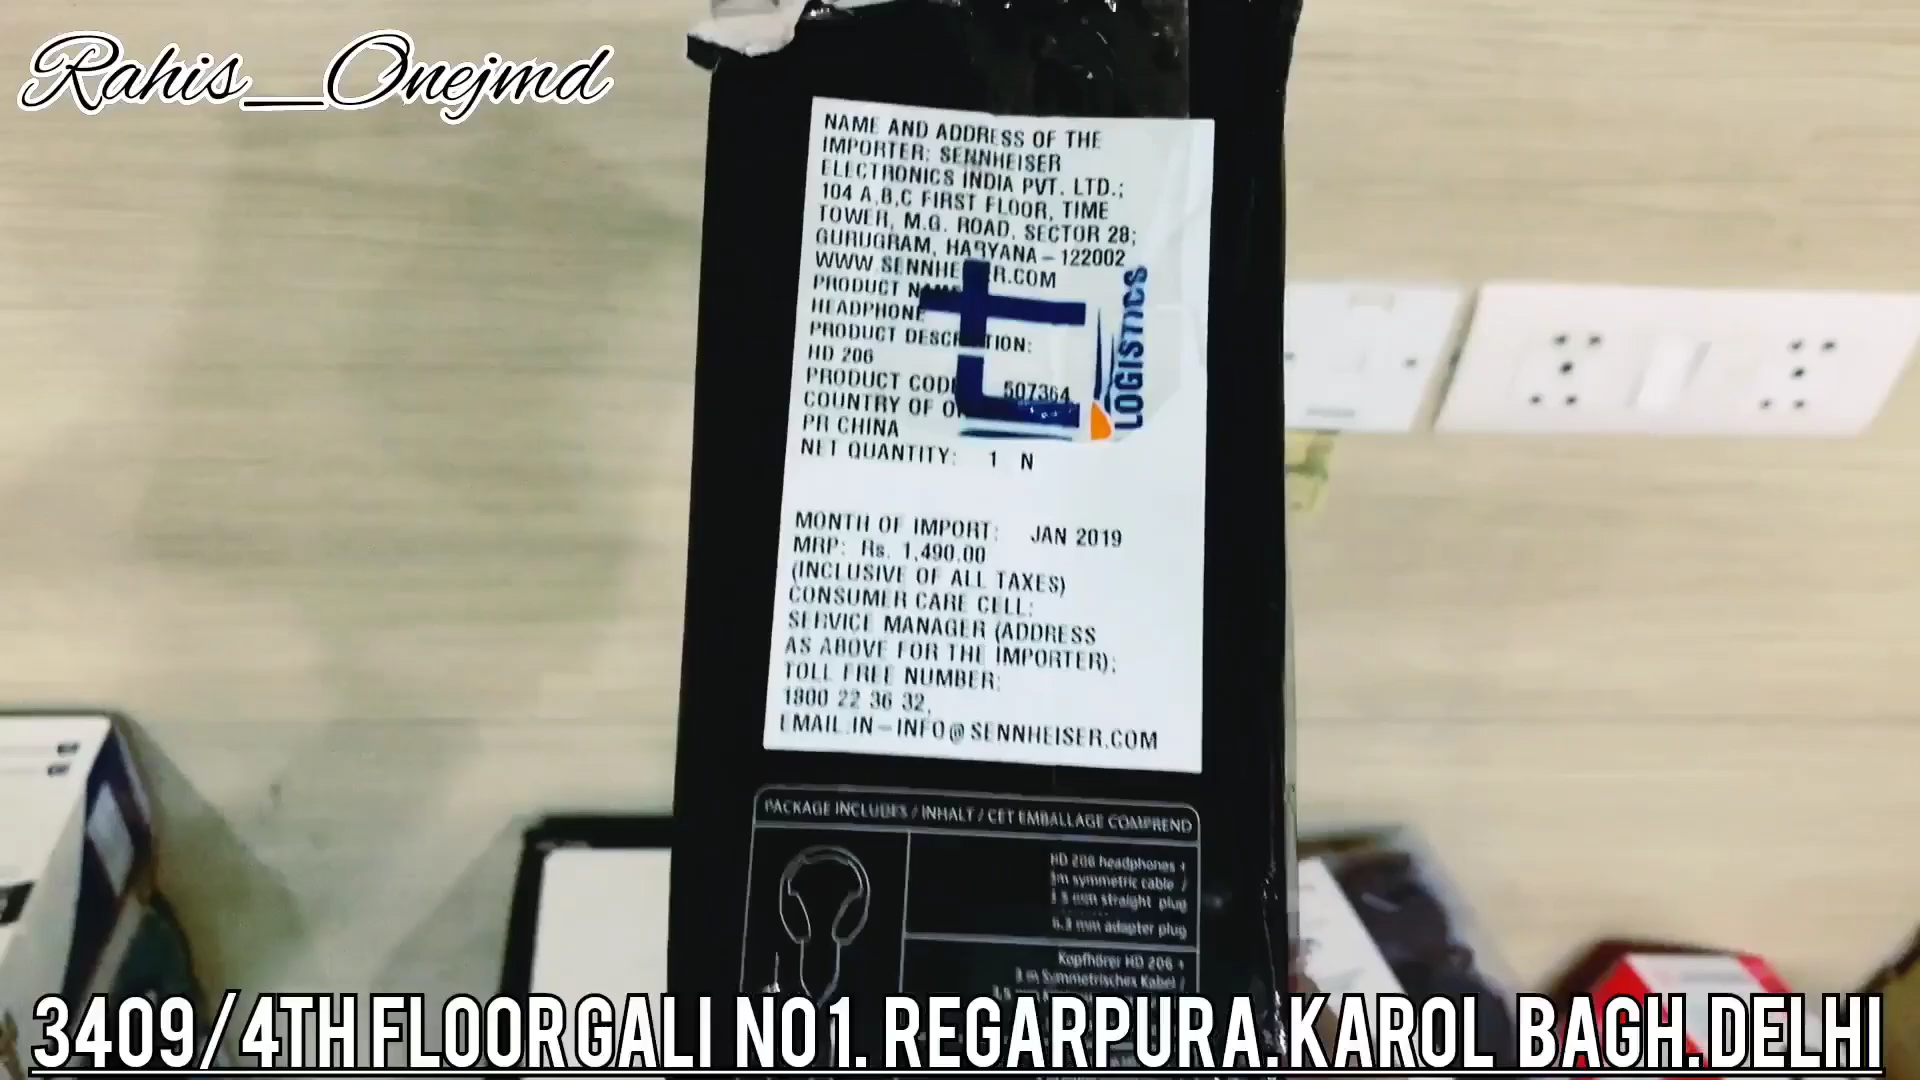 Rahis__Onejmd
NAME AND ADDRESS OF THE
IMPORTER: SENNHEISER
ELECTRONICS INDIA PVT. LTD.;
104 A,B,C FIRST FLOOR, TIME
TOWER, M.G. ROAD, SECTOR 28;
GURUGRAM, HARYANA – 122002
WWW.SENNHE R.COM
PRODUCT NAME
HEADPHONE
PRODUCT DESCR TION:
HD 206
PRODUCT CODE 507364
COUNTRY OF O
PR CHINA
NET QUANTITY: 1 N
LOGISTICS
MONTH OF IMPORT: JAN 2019
MRP: Rs. 1,490.00
(INCLUSIVE OF ALL TAXES)
CONSUMER CARE CELL:
SERVICE MANAGER (ADDRESS
AS ABOVE FOR THE IMPORTER);
TOLL FREE NUMBER:
1800 22 36 32,
EMAIL:IN–INFO@SENNHEISER.COM
PACKAGE INCLUDES / INHALT / CET EMBALLAGE COMPREND
HD 206 headphones +
3m symmetric cable /
3.5 mm straight plug
6.3 mm adapter plug
Kopfhörer HD 206 +
3 m Symmetrisches Kabel /
3409/4TH FLOOR GALI NO 1. REGARPURA.KAROL BAGH.DELHI